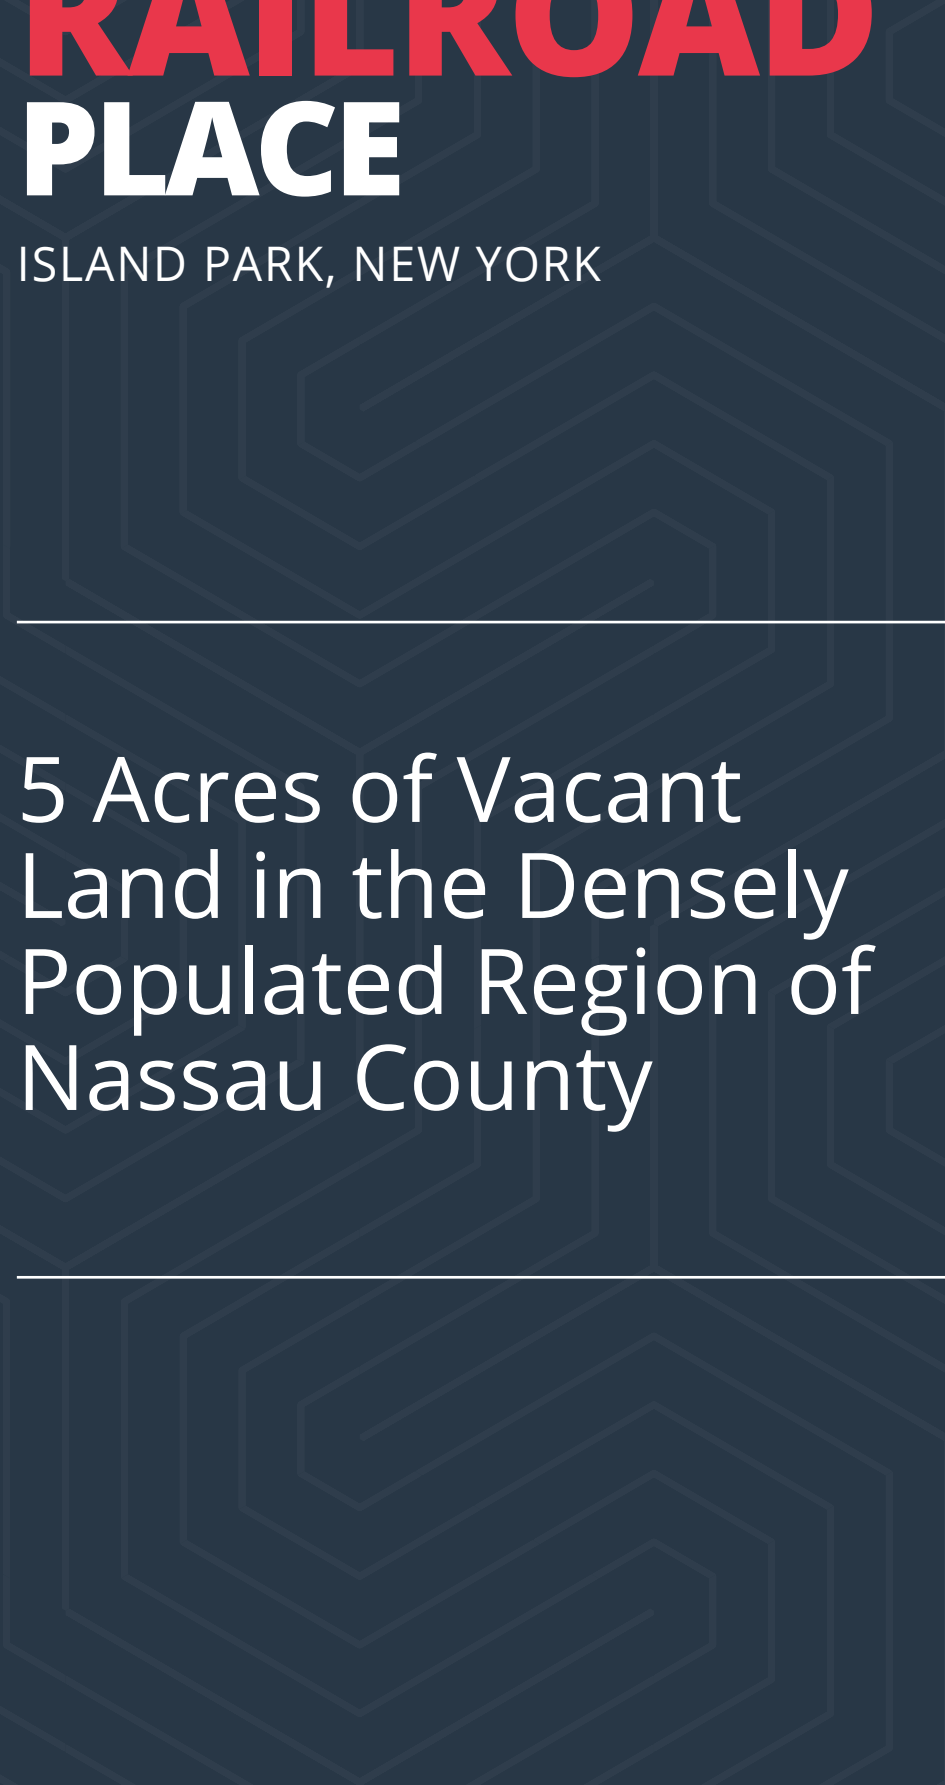 RAILROAD
PLACE
ISLAND PARK, NEW YORK
5 Acres of Vacant
Land in the Densely
Populated Region of
Nassau County